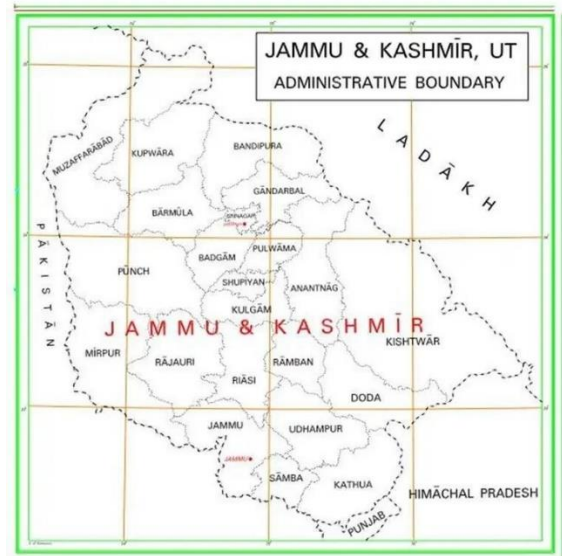 JAMMU & KASHMĪR, UT
ADMINISTRATIVE BOUNDARY
LADĀKH
MUZAFFARĀBĀD
KUPWĀRA
BANDIPURA
GĀNDARBAL
BĀRMŪLA
SRINAGAR
PĀKISTĀN
BADGĀM
PULWĀMA
PŪNCH
SHUPIYAN
ANANTNĀG
KULGĀM
JAMMU & KASHMĪR
KISHTWĀR
MĪRPUR
RĀJAURI
RĀMBAN
RIĀSI
DODA
JAMMU
UDHAMPUR
JAMMU
SĀMBA
KATHUA
HIMĀCHAL PRADESH
PUNJAB